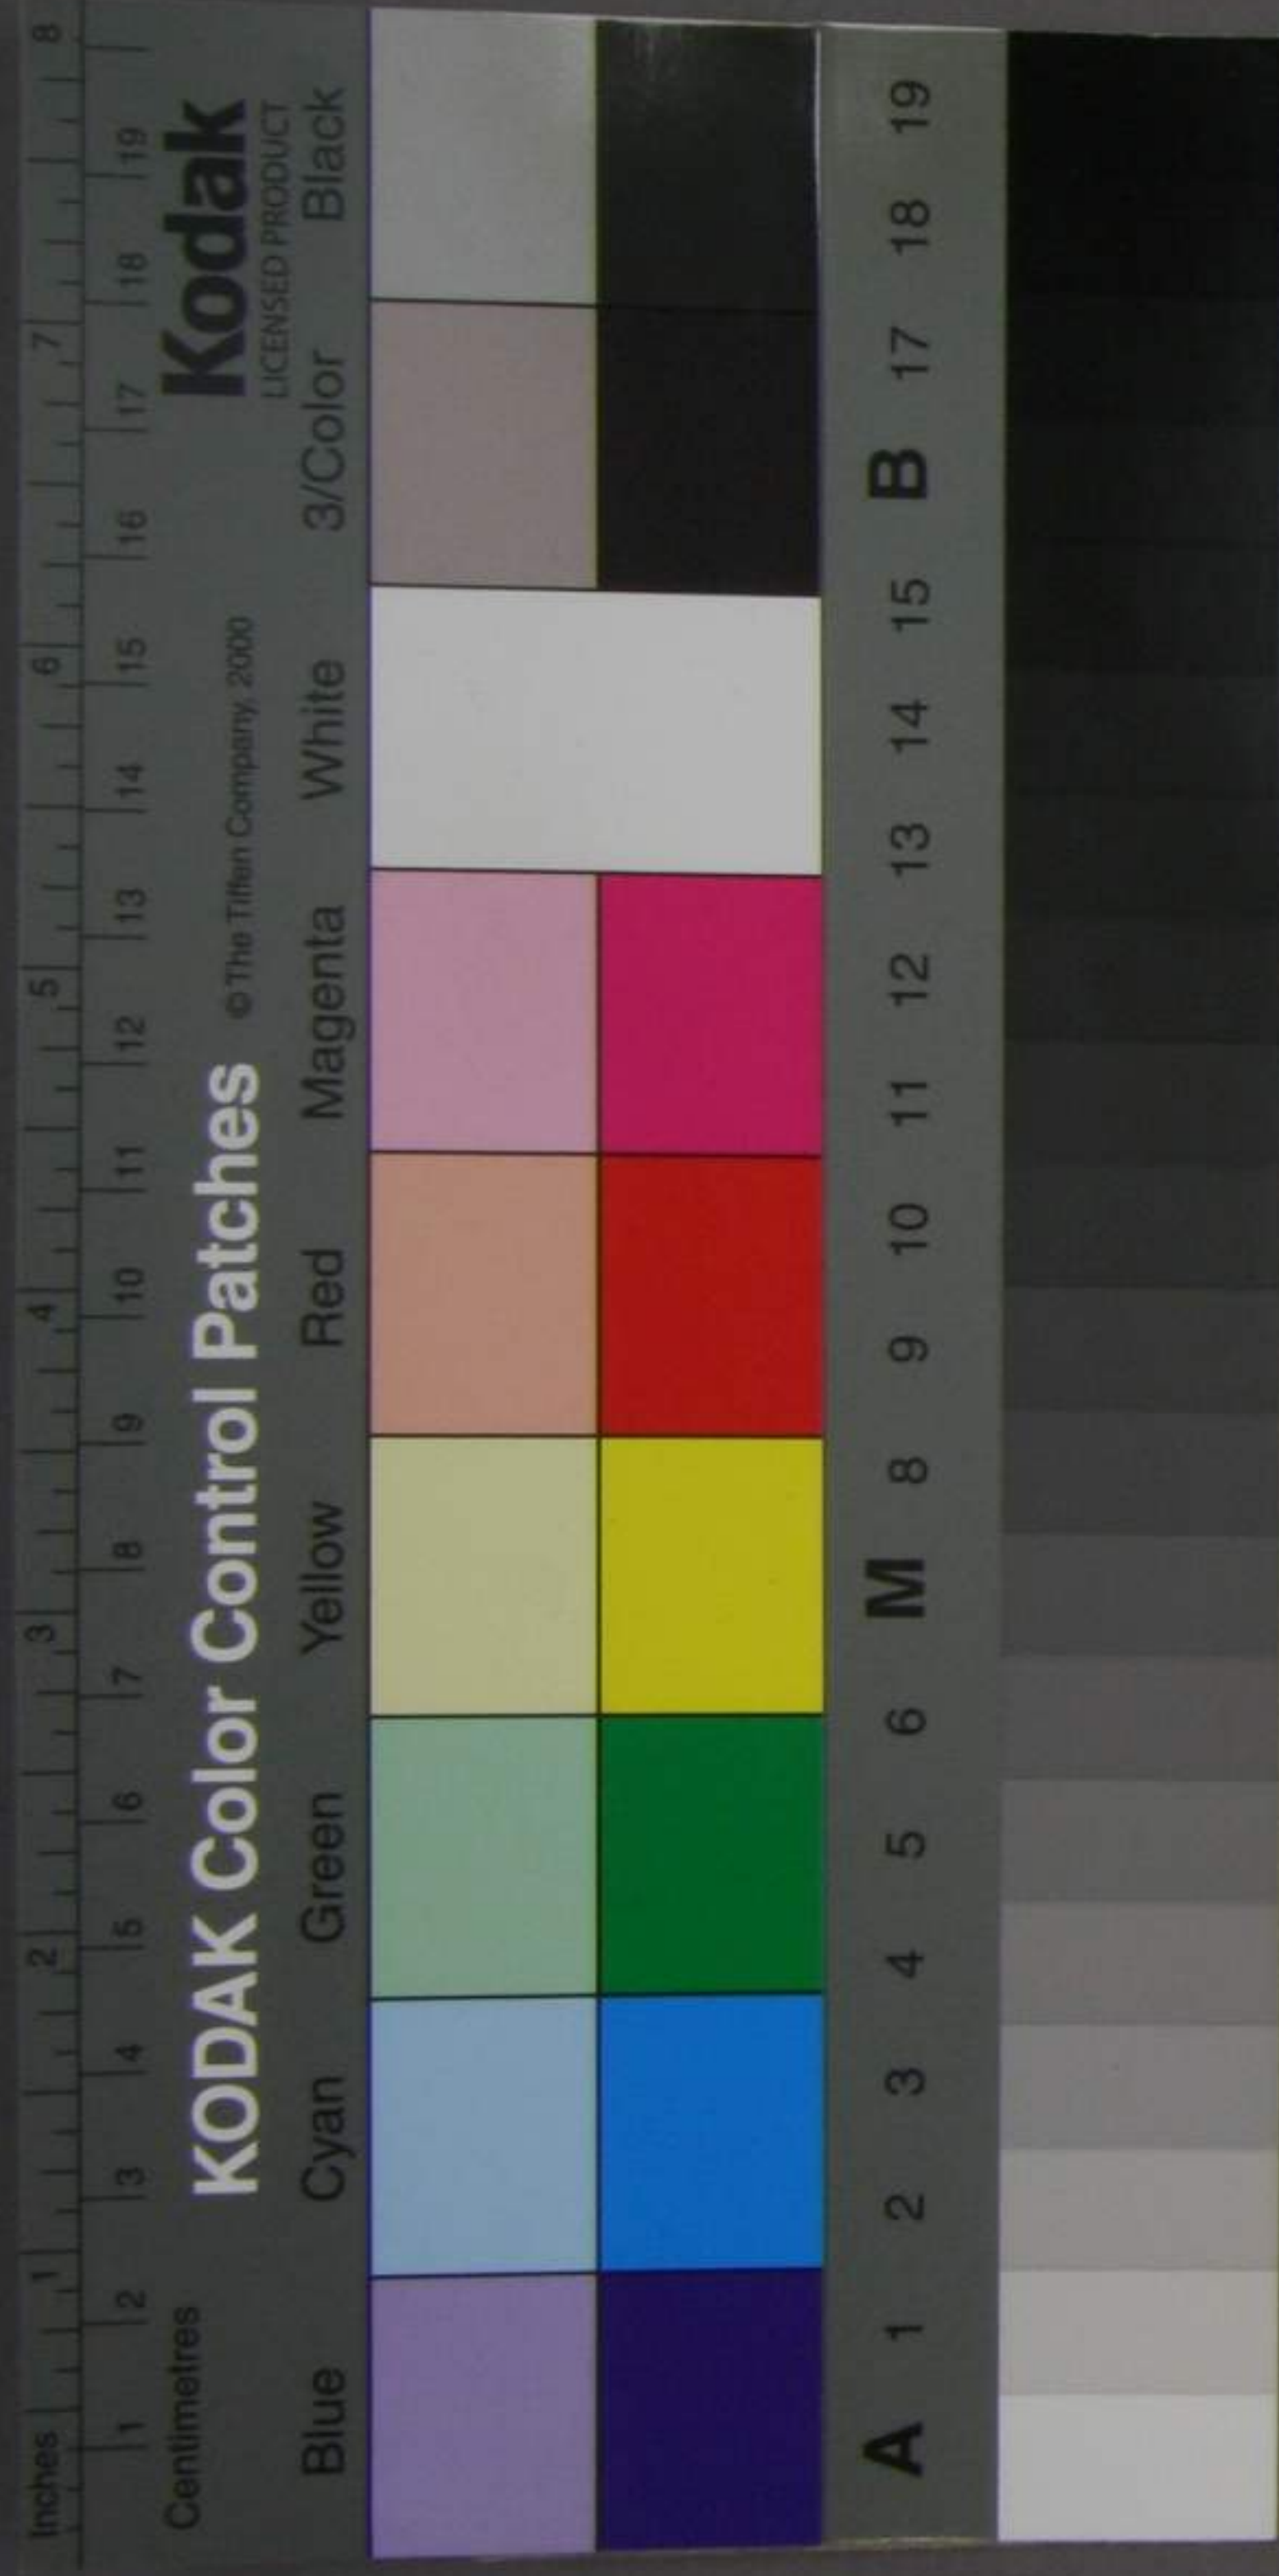 Inches 1 2 3 4 5 6 7 8
1 2 3 4 5 6 7 8 9 10 11 12 13 14 15 16 17 18 19
Centimetres
KODAK Color Control Patches
© The Tiffen Company, 2000
Kodak
LICENSED PRODUCT
Blue Cyan Green Yellow Red Magenta White 3/Color Black
A 1 2 3 4 5 6 M 8 9 10 11 12 13 14 15 B 17 18 19